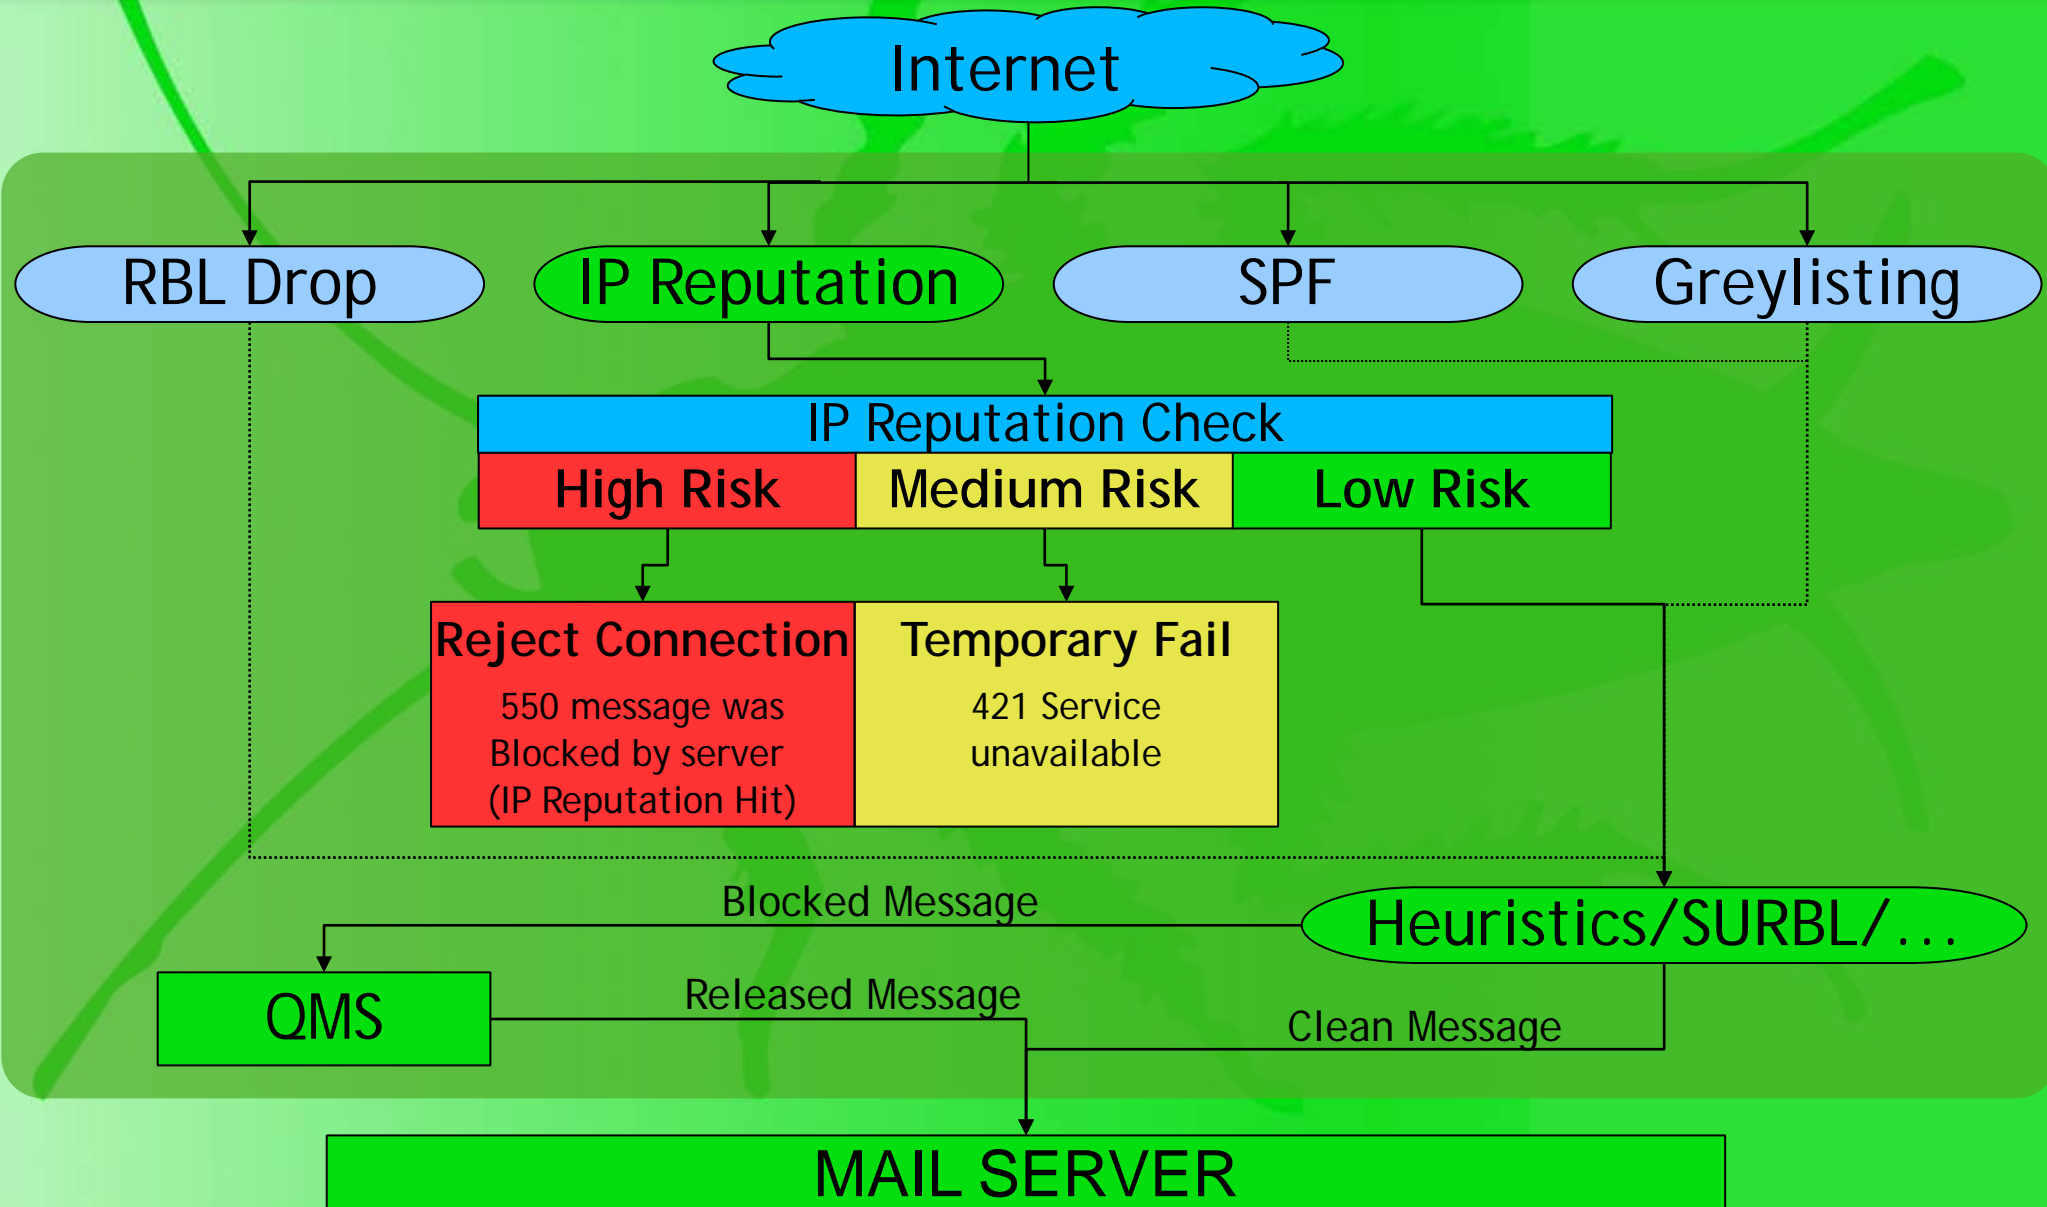 Internet
RBL Drop
IP Reputation
SPF
Greylisting
IP Reputation Check
High Risk
Medium Risk
Low Risk
Reject Connection
550 message was
Blocked by server
(IP Reputation Hit)
Temporary Fail
421 Service
unavailable
Blocked Message
Heuristics/SURBL/...
QMS
Released Message
Clean Message
MAIL SERVER